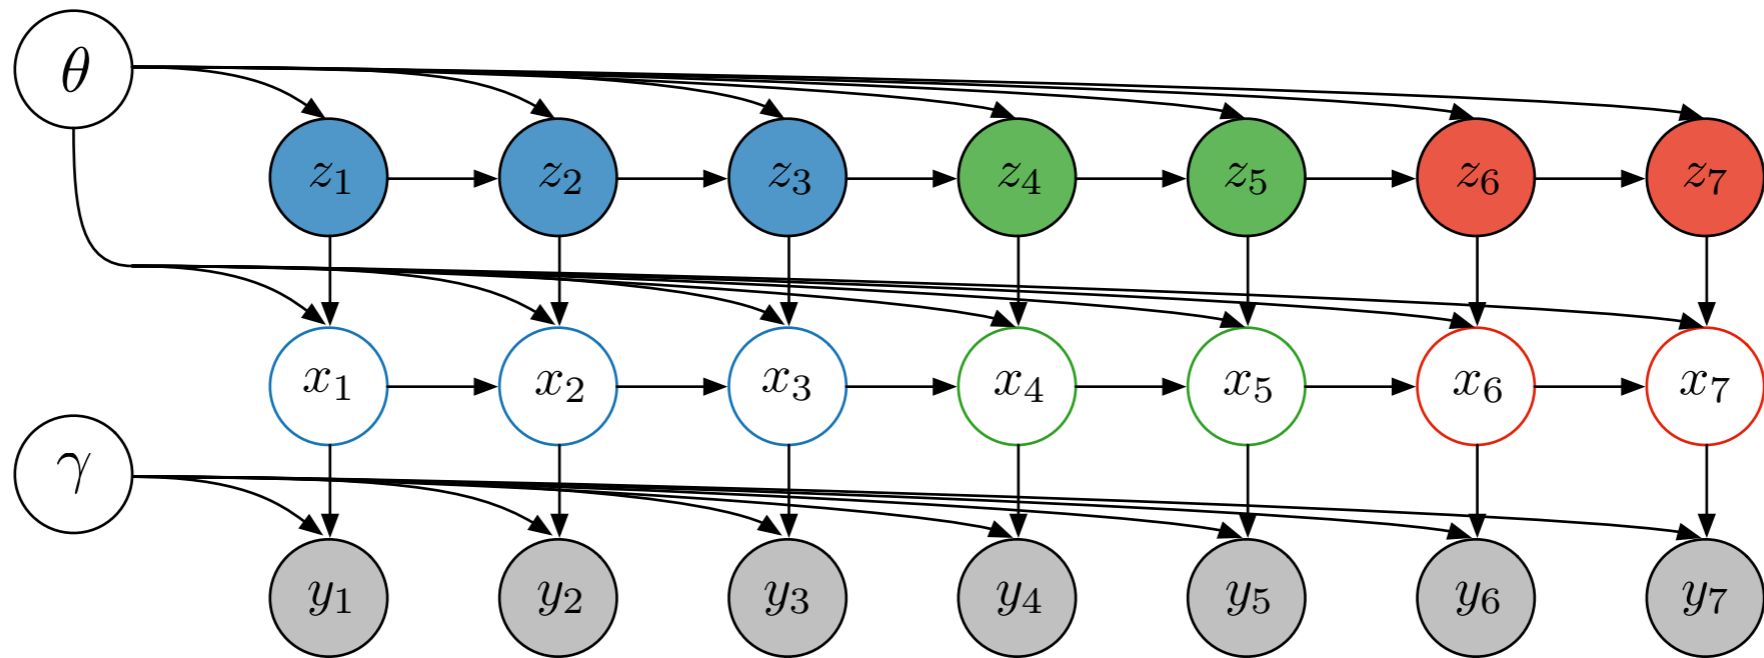 θ
z₁ z₂ z₃ z₄ z₅ z₆ z₇
x₁ x₂ x₃ x₄ x₅ x₆ x₇
γ
y₁ y₂ y₃ y₄ y₅ y₆ y₇